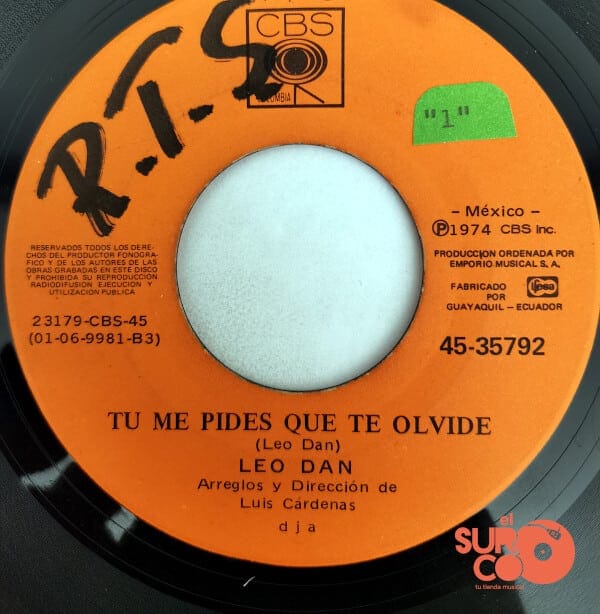 R.T.S
CBS
COLUMBIA
"1"
- México -
Ⓟ1974 CBS Inc.
PRODUCCION ORDENADA POR
EMPORIO MUSICAL S, A,
FABRICADO
POR
GUAYAQUIL - ECUADOR
RESERVADOS TODOS LOS DERE-
CHOS DEL PRODUCTOR FONOGRA-
FICO Y DE LOS AUTORES DE LAS
OBRAS GRABADAS EN ESTE DISCO
Y PROHIBIDA SU REPRODUCCION
RADIODIFUSION EJECUCION Y
UTILIZACION PUBLICA
23179-CBS-45
(01-06-9981-B3)
45-35792
TU ME PIDES QUE TE OLVIDE
(Leo Dan)
LEO DAN
Arreglos y Dirección de
Luis Cárdenas
d j a
el
SURCO
tu tienda musical